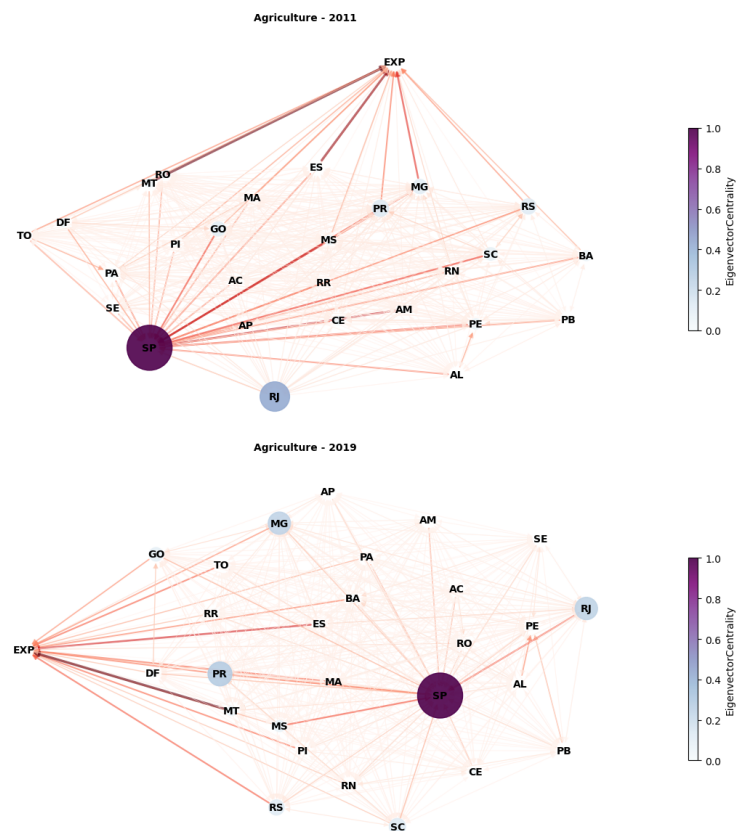 Agriculture - 2011
EXP
RO
MT
ES
MG
MA
PR
RS
DF
GO
TO
PI
MS
SC
BA
PA
RN
AC
RR
SE
AM
CE
AP
PE
PB
SP
AL
RJ
1.0
0.8
0.6
0.4
0.2
0.0
EigenvectorCentrality
Agriculture - 2019
AP
MG
AM
SE
GO
PA
TO
AC
BA
RJ
RR
ES
PE
RO
EXP
DF
PR
MA
AL
SP
MT
MS
PI
PB
CE
RN
RS
SC
1.0
0.8
0.6
0.4
0.2
0.0
EigenvectorCentrality